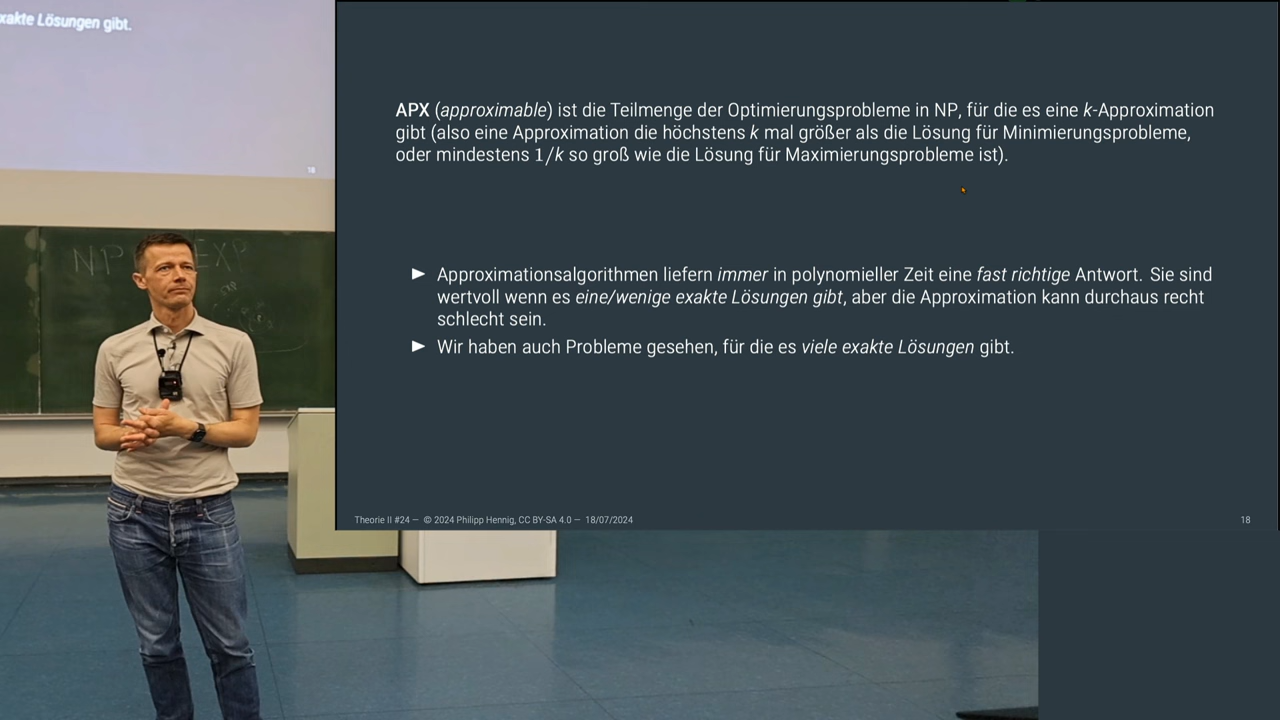 xakte Lösungen gibt.
18
NP EXP
APX (approximable) ist die Teilmenge der Optimierungsprobleme in NP, für die es eine k-Approximation
gibt (also eine Approximation die höchstens k mal größer als die Lösung für Minimierungsprobleme,
oder mindestens 1/k so groß wie die Lösung für Maximierungsprobleme ist).
► Approximationsalgorithmen liefern immer in polynomieller Zeit eine fast richtige Antwort. Sie sind
wertvoll wenn es eine/wenige exakte Lösungen gibt, aber die Approximation kann durchaus recht
schlecht sein.
► Wir haben auch Probleme gesehen, für die es viele exakte Lösungen gibt.
Theorie II #24 — © 2024 Philipp Hennig, CC BY-SA 4.0 — 18/07/2024
18